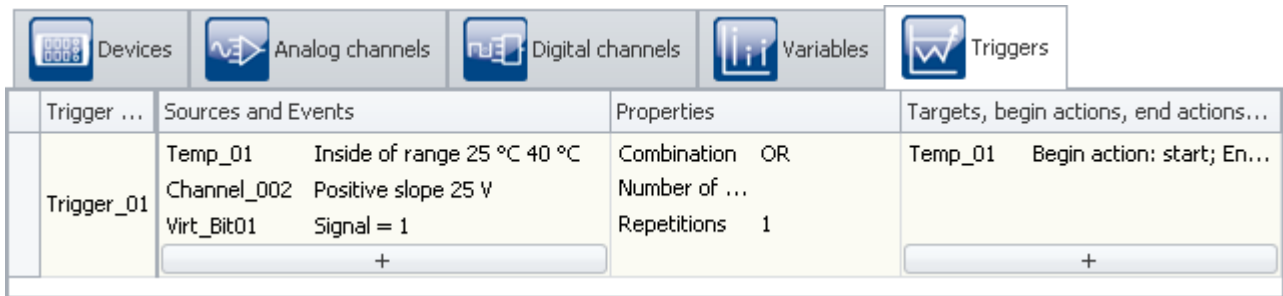 Devices Analog channels Digital channels Variables Triggers
Trigger ... Sources and Events Properties Targets, begin actions, end actions...
Temp_01 Inside of range 25 °C 40 °C Combination OR Temp_01 Begin action: start; En...
Channel_002 Positive slope 25 V Number of ...
Trigger_01
Virt_Bit01 Signal = 1 Repetitions 1
+ +